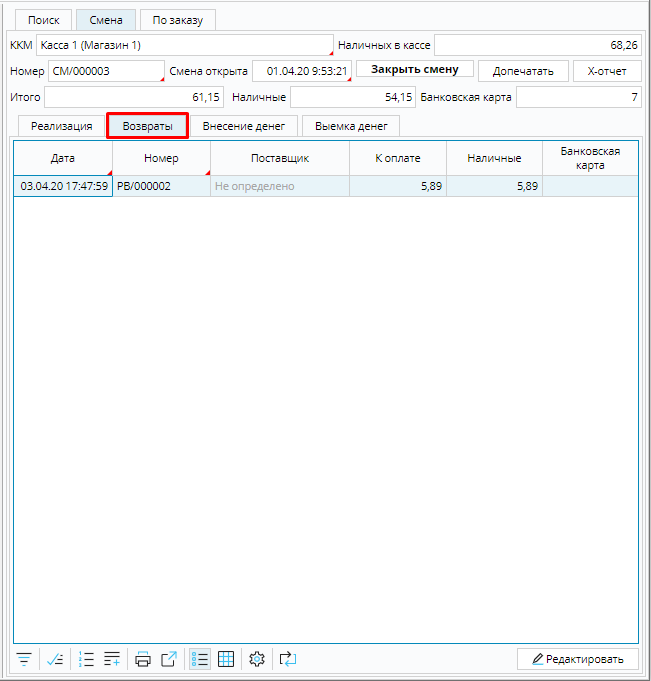 Поиск Смена По заказу
ККМ Касса 1 (Магазин 1) Наличных в кассе 68,26
Номер СМ/000003 Смена открыта 01.04.20 9:53:21 Закрыть смену Допечатать X-отчет
Итого 61,15 Наличные 54,15 Банковская карта 7
Реализация Возвраты Внесение денег Выемка денег
Дата Номер Поставщик К оплате Наличные Банковская карта
03.04.20 17:47:59 РВ/000002 Не определено 5,89 5,89
Редактировать